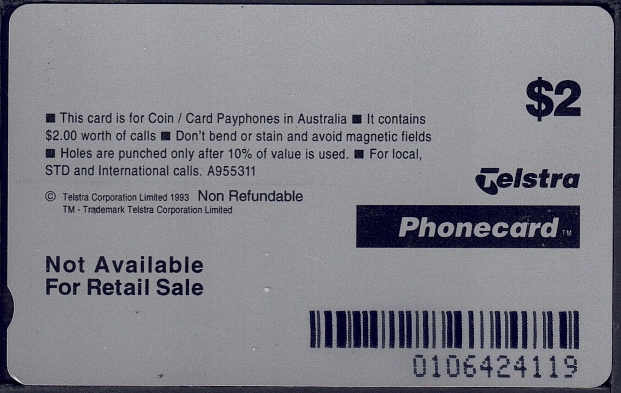 $2
■ This card is for Coin / Card Payphones in Australia ■ It contains
$2.00 worth of calls ■ Don't bend or stain and avoid magnetic fields
■ Holes are punched only after 10% of value is used. ■ For local,
STD and International calls. A955311
© Telstra Corporation Limited 1993 Non Refundable
TM - Trademark Telstra Corporation Limited
Telstra
Phonecard TM
Not Available
For Retail Sale
0106424119